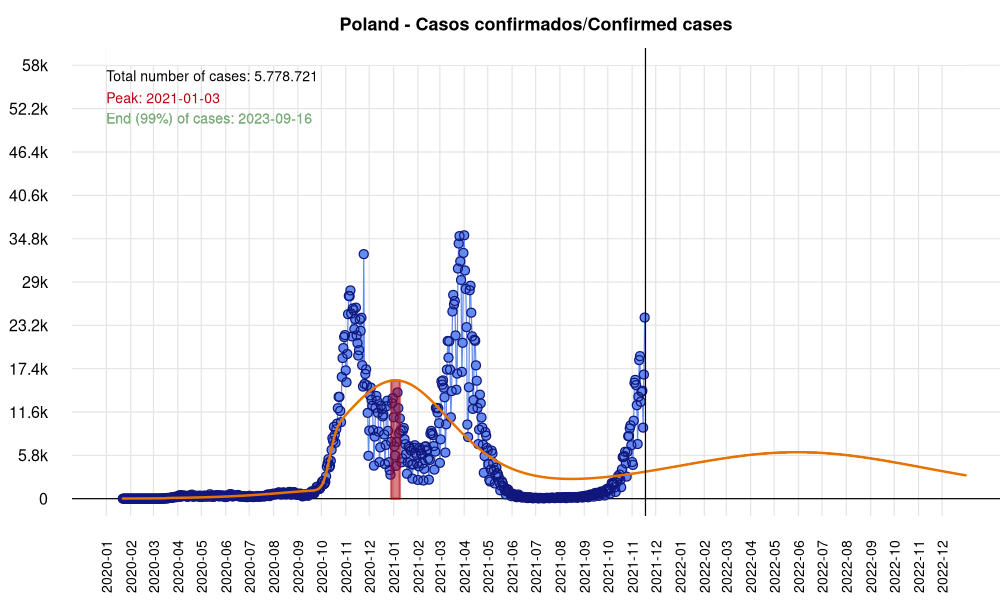 Poland - Casos confirmados/Confirmed cases
58k
Total number of cases: 5.778.721
Peak: 2021-01-03
52.2k
End (99%) of cases: 2023-09-16
46.4k
40.6k
34.8k
29k
23.2k
17.4k
11.6k
5.8k
0
2020-01
2020-02
2020-03
2020-04
2020-05
2020-06
2020-07
2020-08
2020-09
2020-10
2020-11
2020-12
2021-01
2021-02
2021-03
2021-04
2021-05
2021-06
2021-07
2021-08
2021-09
2021-10
2021-11
2021-12
2022-01
2022-02
2022-03
2022-04
2022-05
2022-06
2022-07
2022-08
2022-09
2022-10
2022-11
2022-12